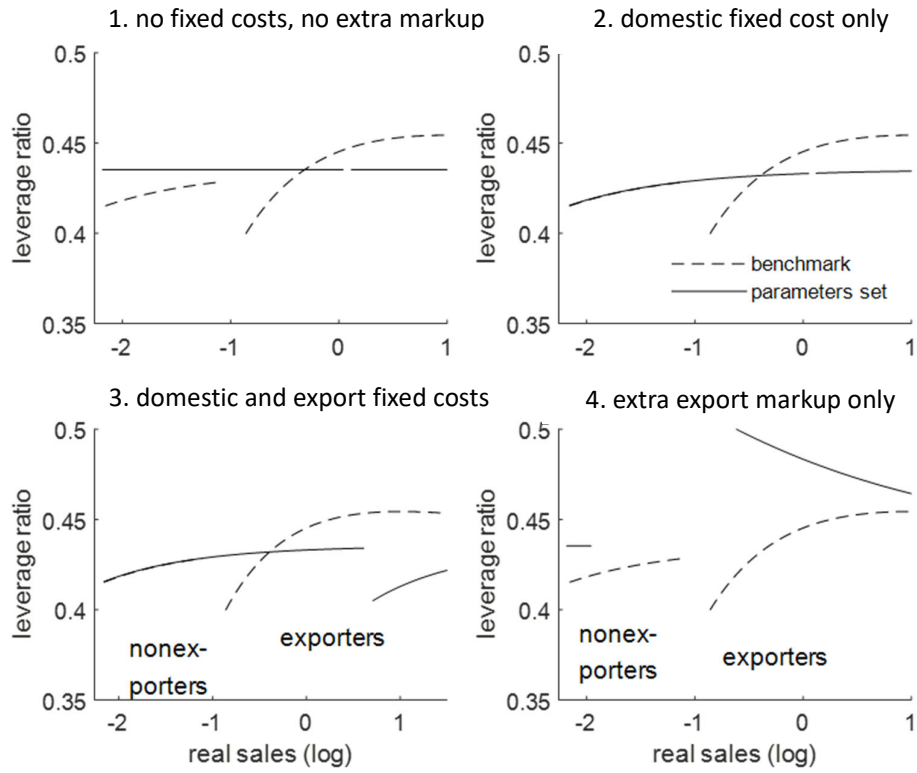 1. no fixed costs, no extra markup
2. domestic fixed cost only
0.5
0.45
0.4
0.35
leverage ratio
-2
-1
0
1
0.5
0.45
0.4
0.35
leverage ratio
benchmark
parameters set
-2
-1
0
1
3. domestic and export fixed costs
4. extra export markup only
0.5
0.45
0.4
0.35
leverage ratio
nonex-
porters
exporters
-2
-1
0
1
real sales (log)
0.5
0.45
0.4
0.35
leverage ratio
nonex-
porters
exporters
-2
-1
0
1
real sales (log)